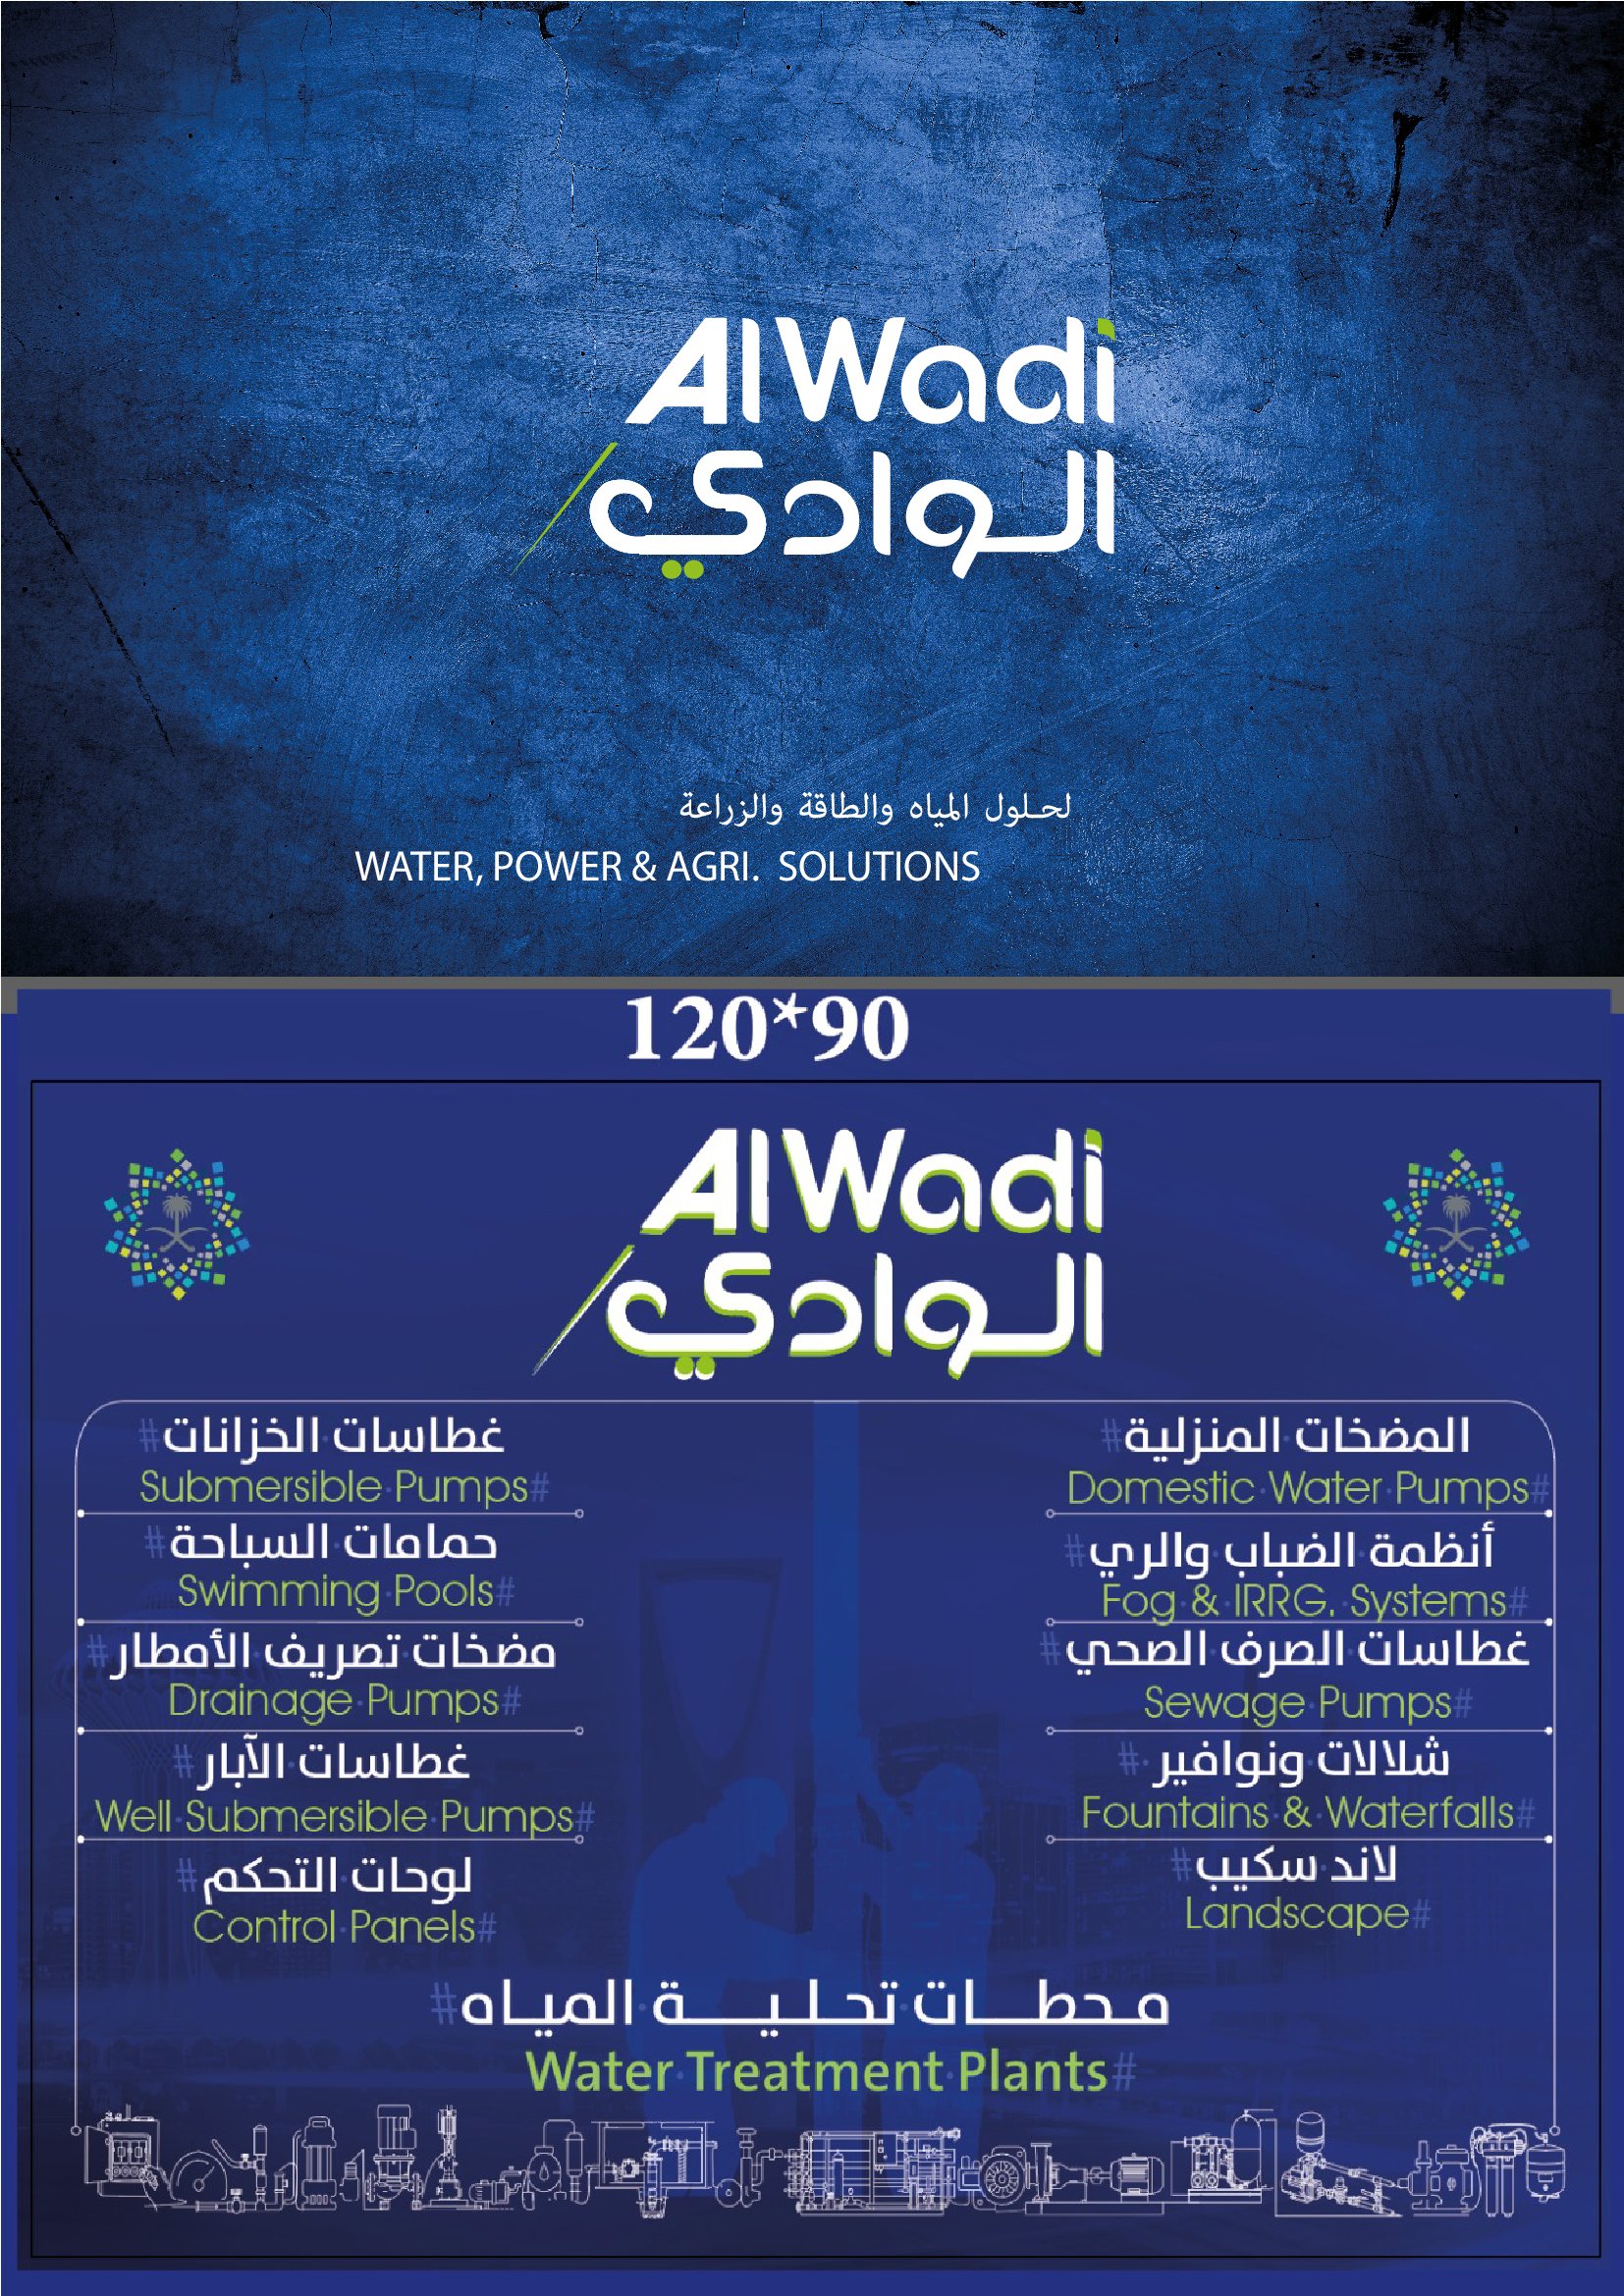 Al Wadi
الوادي
لحلول المياه والطاقة والزراعة
WATER, POWER & AGRI. SOLUTIONS
120*90
Al Wadi
الوادي
المضخات·المنزلية#
Domestic·Water·Pumps#
أنظمة·الضباب·والري·#
Fog·&·IRRG.·Systems#
غطاسات·الصرف·الصحي#
Sewage·Pumps#
شلالات·ونوافير·#
Fountains·&·Waterfalls#
لاند·سكيب#
Landscape#
غطاسات·الخزانات#
Submersible·Pumps#
حمامات·السباحة#
Swimming·Pools#
مضخات·تصريف·الأمطار#
Drainage·Pumps#
غطاسات·الآبار·#
Well·Submersible·Pumps#
لوحات·التحكم·#
Control·Panels#
محطات·تحلية·المياه#
Water·Treatment·Plants#